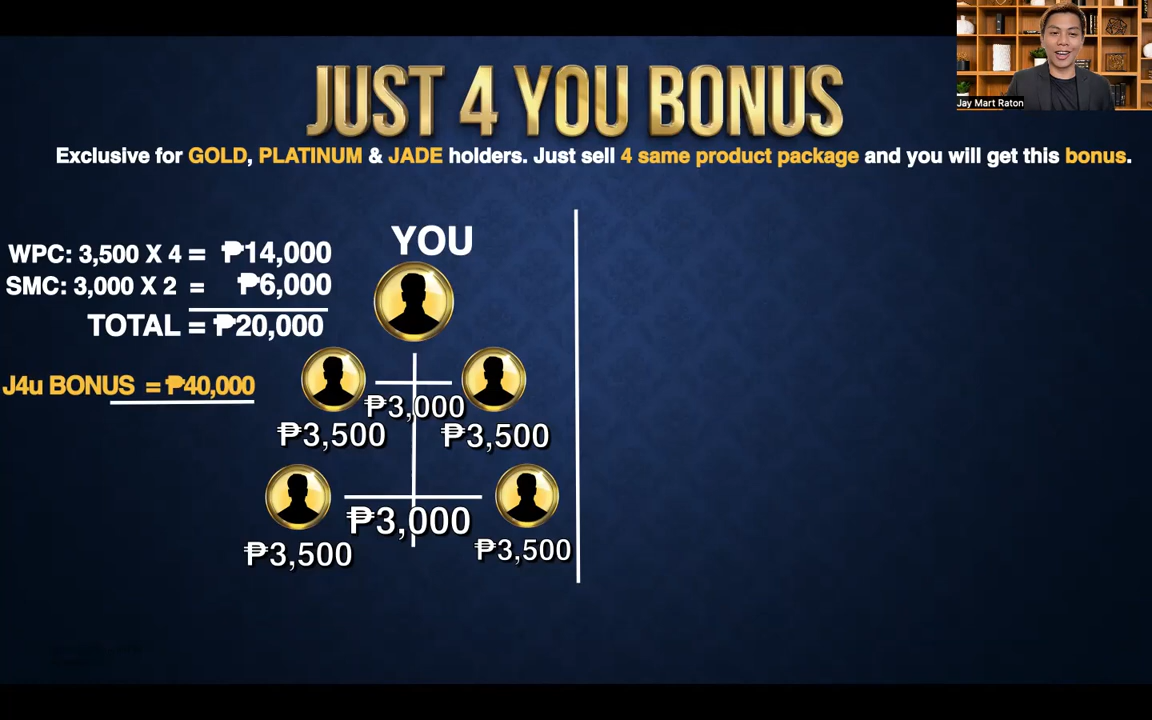 JUST 4 YOU BONUS
Exclusive for GOLD, PLATINUM & JADE holders. Just sell 4 same product package and you will get this bonus.
Jay Mart Raton
WPC: 3,500 X 4 = ₱14,000
SMC: 3,000 X 2 = ₱6,000
TOTAL = ₱20,000
J4u BONUS = ₱40,000
YOU
₱3,000
₱3,500 ₱3,500
₱3,000
₱3,500 ₱3,500